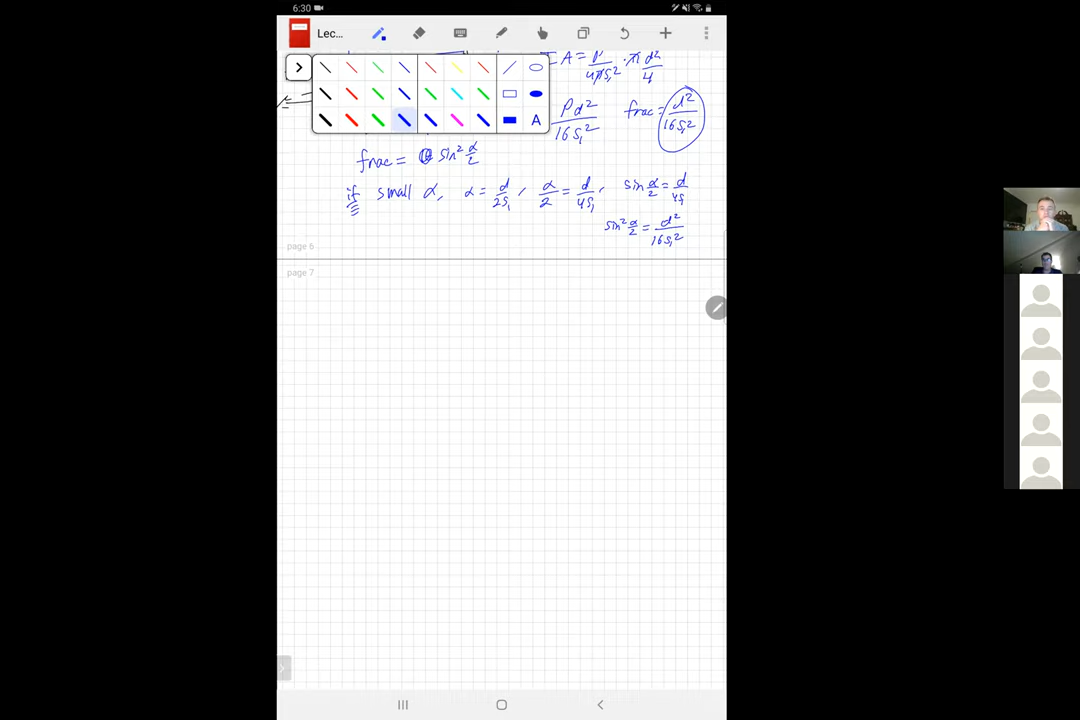 6:30
Lec...
I A = P/4πs₁² · π d²/4
Pd²/16s₁² frac = d²/16s₁²
frac = sin² α/2
if small α, α = d/2s₁, α/2 = d/4s₁, sin α/2 = d/4s₁
sin² α/2 = d²/16s₁²
page 6
page 7
A